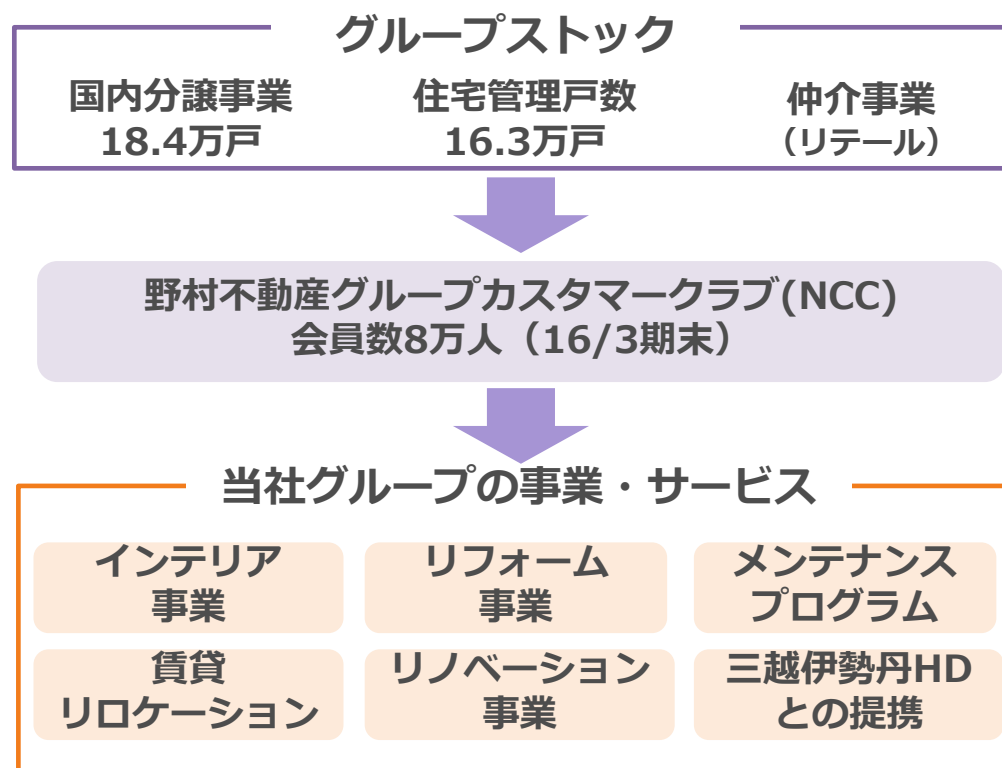 グループストック
国内分譲事業
18.4万戸
住宅管理戸数
16.3万戸
仲介事業
（リテール）
野村不動産グループカスタマークラブ(NCC)
会員数8万人（16/3期末）
当社グループの事業・サービス
インテリア
事業
リフォーム
事業
メンテナンス
プログラム
賃貸
リロケーション
リノベーション
事業
三越伊勢丹HD
との提携